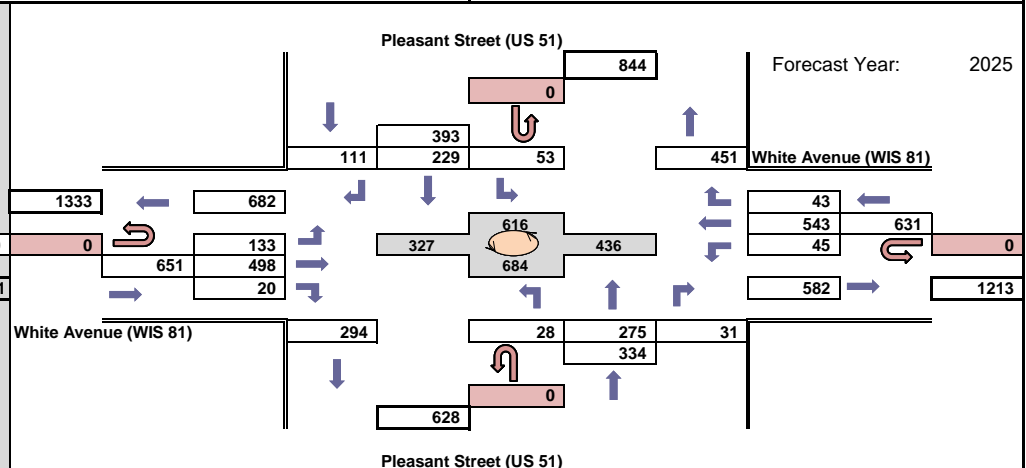 Pleasant Street (US 51)
844
Forecast Year: 2025
0
393
111 229 53 451 White Avenue (WIS 81)
1333 682 43
616
543 631
0 133 327 436 45 0
651 498 684
1 20 582 1213
White Avenue (WIS 81) 294 28 275 31
334
0
628
Pleasant Street (US 51)